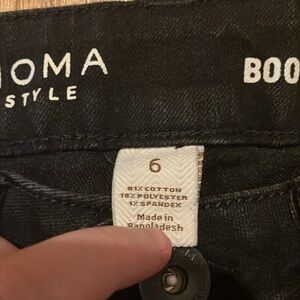 OMA
STYLE
BOO
6
81% COTTON
18% POLYESTER
1% SPANDEX
Made in
Bangladesh